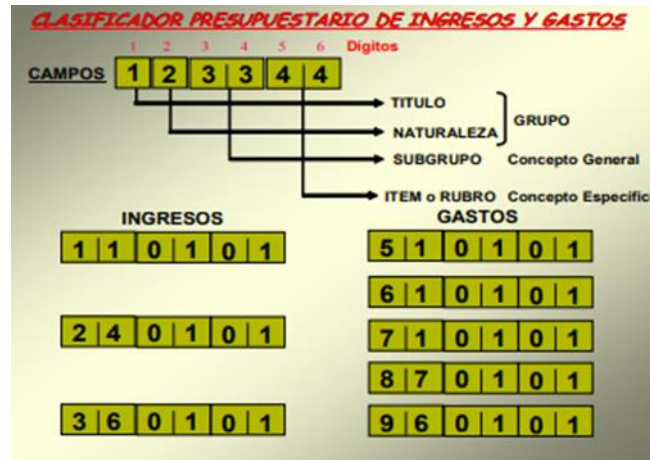 CLASIFICADOR PRESUPUESTARIO DE INGRESOS Y GASTOS
1 2 3 4 5 6 Dígitos
CAMPOS 1 2 3 3 4 4
TITULO
NATURALEZA
GRUPO
SUBGRUPO Concepto General
ITEM o RUBRO Concepto Especifico
INGRESOS
1 1 0 1 0 1
2 4 0 1 0 1
3 6 0 1 0 1
GASTOS
5 1 0 1 0 1
6 1 0 1 0 1
7 1 0 1 0 1
8 7 0 1 0 1
9 6 0 1 0 1